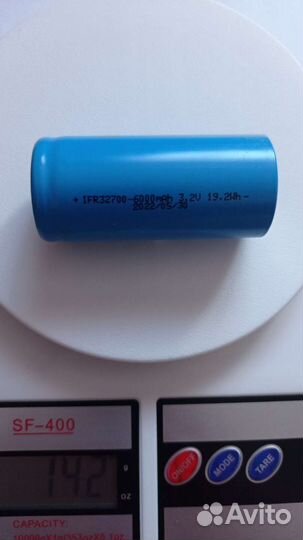 + IFR32700-6000mAh 3.2V 19.2Wh -
2022/05/30
SF-400
142
g
oz
ON/OFF
MODE
TARE
CAPACITY:
Avito